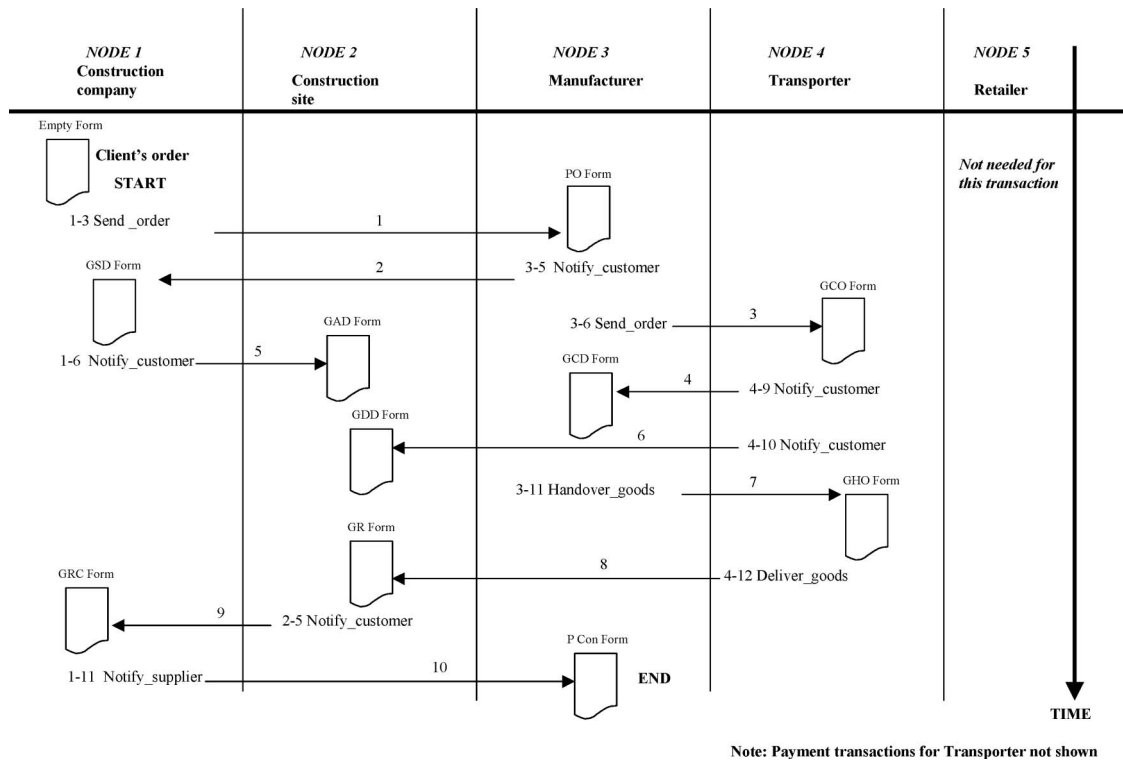 NODE 1
Construction
company
NODE 2
Construction
site
NODE 3
Manufacturer
NODE 4
Transporter
NODE 5
Retailer
Empty Form
Client's order
START
Not needed for
this transaction
PO Form
1-3 Send _order
1
GSD Form
2
3-5 Notify_customer
GCO Form
3-6 Send_order
3
GAD Form
1-6 Notify_customer
5
GCD Form
4
4-9 Notify_customer
GDD Form
6
4-10 Notify_customer
3-11 Handover_goods
7
GHO Form
GR Form
8
4-12 Deliver_goods
GRC Form
9
2-5 Notify_customer
P Con Form
1-11 Notify_supplier
10
END
TIME
Note: Payment transactions for Transporter not shown